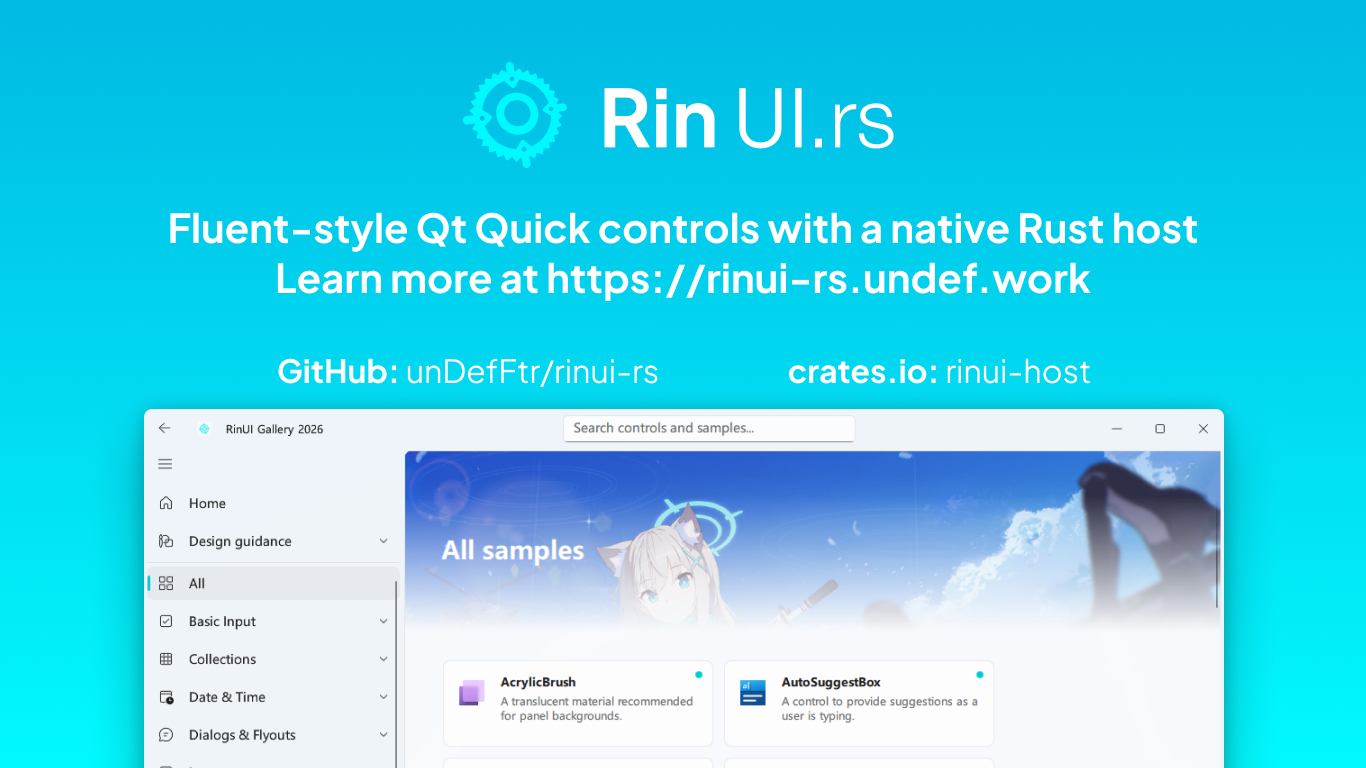 Rin UI.rs
Fluent-style Qt Quick controls with a native Rust host
Learn more at https://rinui-rs.undef.work
GitHub: unDefFtr/rinui-rs
crates.io: rinui-host
RinUI Gallery 2026
Search controls and samples...
Home
Design guidance
All
Basic Input
Collections
Date & Time
Dialogs & Flyouts
All samples
AcrylicBrush
A translucent material recommended
for panel backgrounds.
AutoSuggestBox
A control to provide suggestions as a
user is typing.